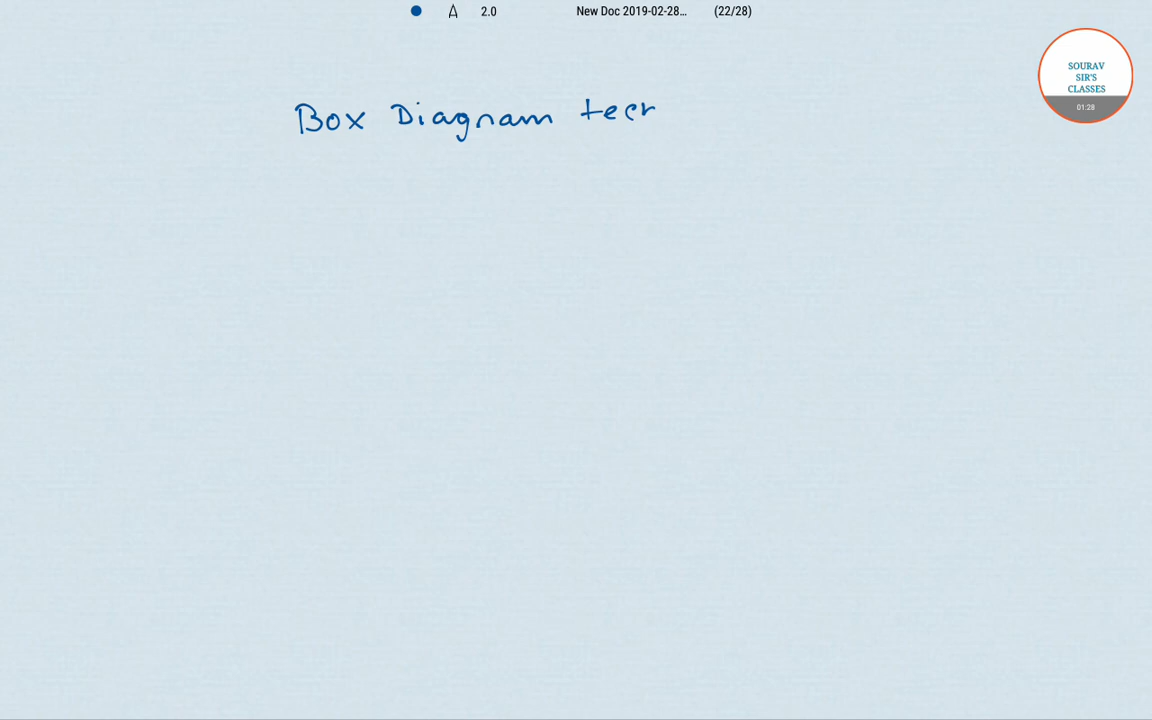 2.0 New Doc 2019-02-28... (22/28)
SOURAV
SIR'S
CLASSES
01:28
Box Diagram tech